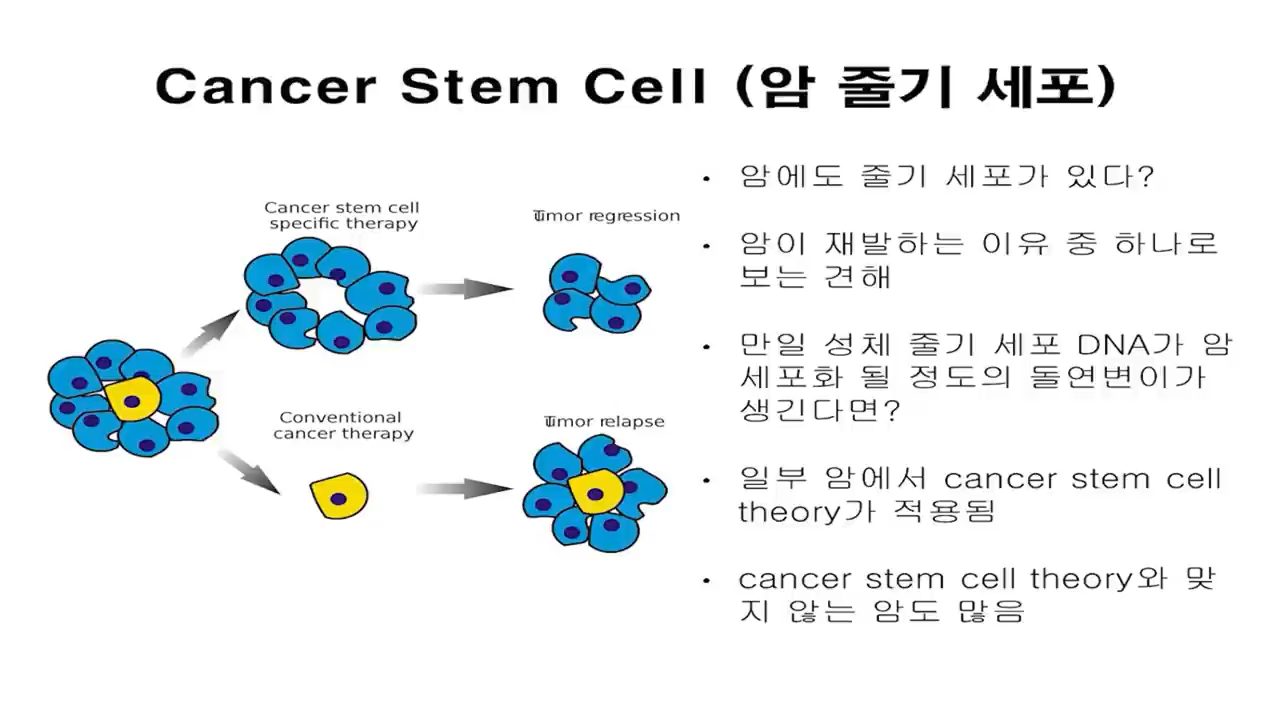 Cancer Stem Cell (암 줄기 세포)
Cancer stem cell
specific therapy
Tumor regression
Conventional
cancer therapy
Tumor relapse
• 암에도 줄기 세포가 있다?
• 암이 재발하는 이유 중 하나로
보는 견해
• 만일 성체 줄기 세포 DNA가 암
세포화 될 정도의 돌연변이가
생긴다면?
• 일부 암에서 cancer stem cell
theory가 적용됨
• cancer stem cell theory와 맞
지 않는 암도 많음